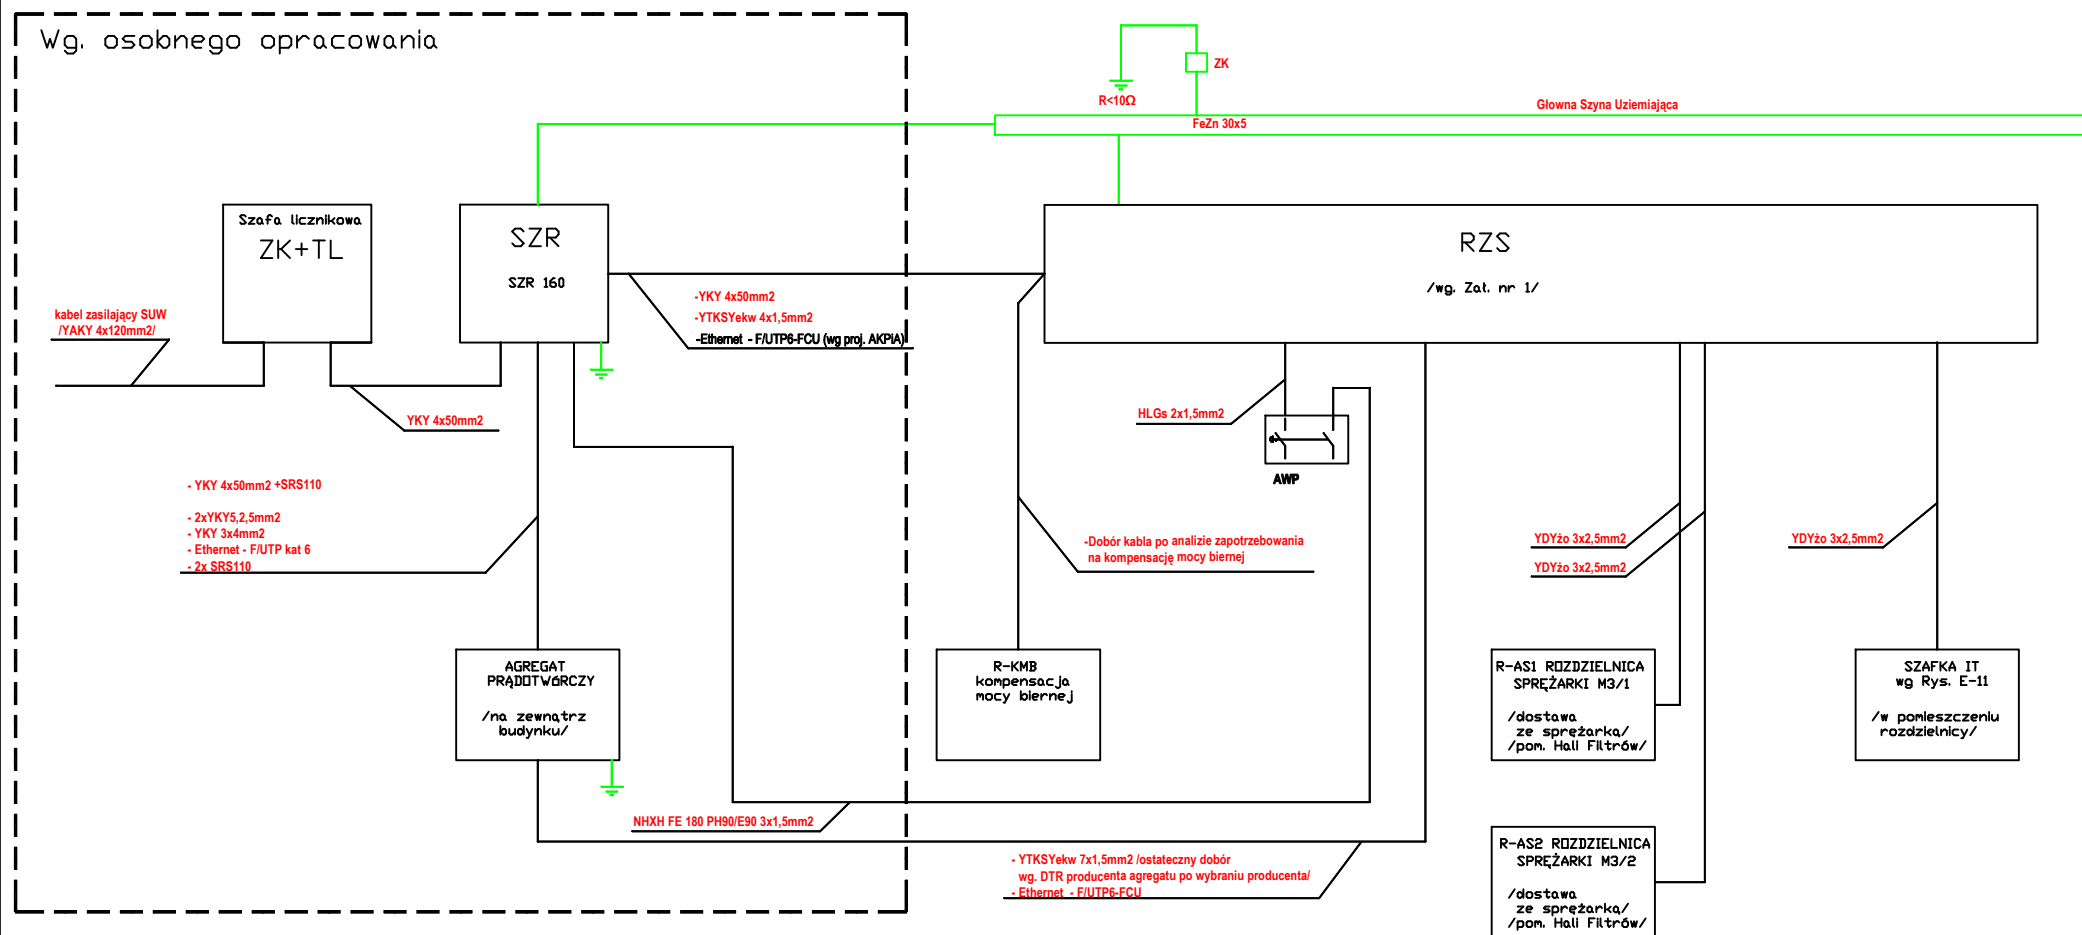 Wg. osobnego opracowania
ZK
R<10Ω
Głowna Szyna Uziemiająca
FeZn 30x5
Szafa licznikowa
ZK+TL
SZR
SZR 160
RZS
/wg. Zał. nr 1/
kabel zasilający SUW
/YAKY 4x120mm2/
-YKY 4x50mm2
-YTKSYekw 4x1,5mm2
-Ethernet - F/UTP6-FCU (wg proj. AKPiA)
YKY 4x50mm2
HLGs 2x1,5mm2
AWP
- YKY 4x50mm2 +SRS110
- 2xYKY5,2,5mm2
- YKY 3x4mm2
- Ethernet - F/UTP kat 6
- 2x SRS110
-Dobór kabla po analizie zapotrzebowania
na kompensację mocy biernej
YDYżo 3x2,5mm2
YDYżo 3x2,5mm2
YDYżo 3x2,5mm2
AGREGAT
PRĄDOTWóRCZY
/na zewnątrz
budynku/
R-KMB
kompensacja
mocy biernej
R-AS1 ROZDZIELNICA
SPRĘŻARKI M3/1
/dostawa
ze sprężarką/
/pom. Hali Filtrów/
SZAFKA IT
wg Rys. E-11
/w pomieszczeniu
rozdzielnicy/
NHXH FE 180 PH90/E90 3x1,5mm2
- YTKSYekw 7x1,5mm2 /ostateczny dobór
wg. DTR producenta agregatu po wybraniu producenta/
- Ethernet - F/UTP6-FCU
R-AS2 ROZDZIELNICA
SPRĘŻARKI M3/2
/dostawa
ze sprężarką/
/pom. Hali Filtrów/